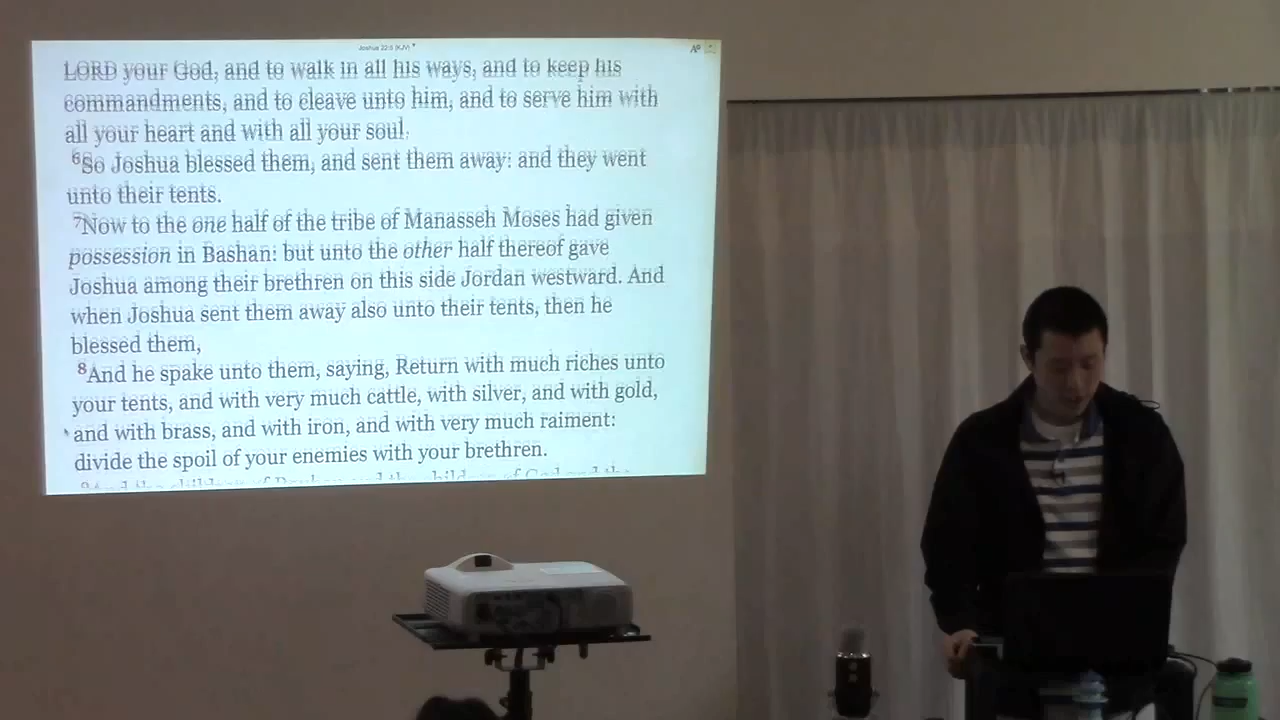 Joshua 22:5 (KJV)
LORD your God, and to walk in all his ways, and to keep his
commandments, and to cleave unto him, and to serve him with
all your heart and with all your soul.
6So Joshua blessed them, and sent them away: and they went
unto their tents.
7Now to the one half of the tribe of Manasseh Moses had given
possession in Bashan: but unto the other half thereof gave
Joshua among their brethren on this side Jordan westward. And
when Joshua sent them away also unto their tents, then he
blessed them,
8And he spake unto them, saying, Return with much riches unto
your tents, and with very much cattle, with silver, and with gold,
and with brass, and with iron, and with very much raiment:
divide the spoil of your enemies with your brethren.